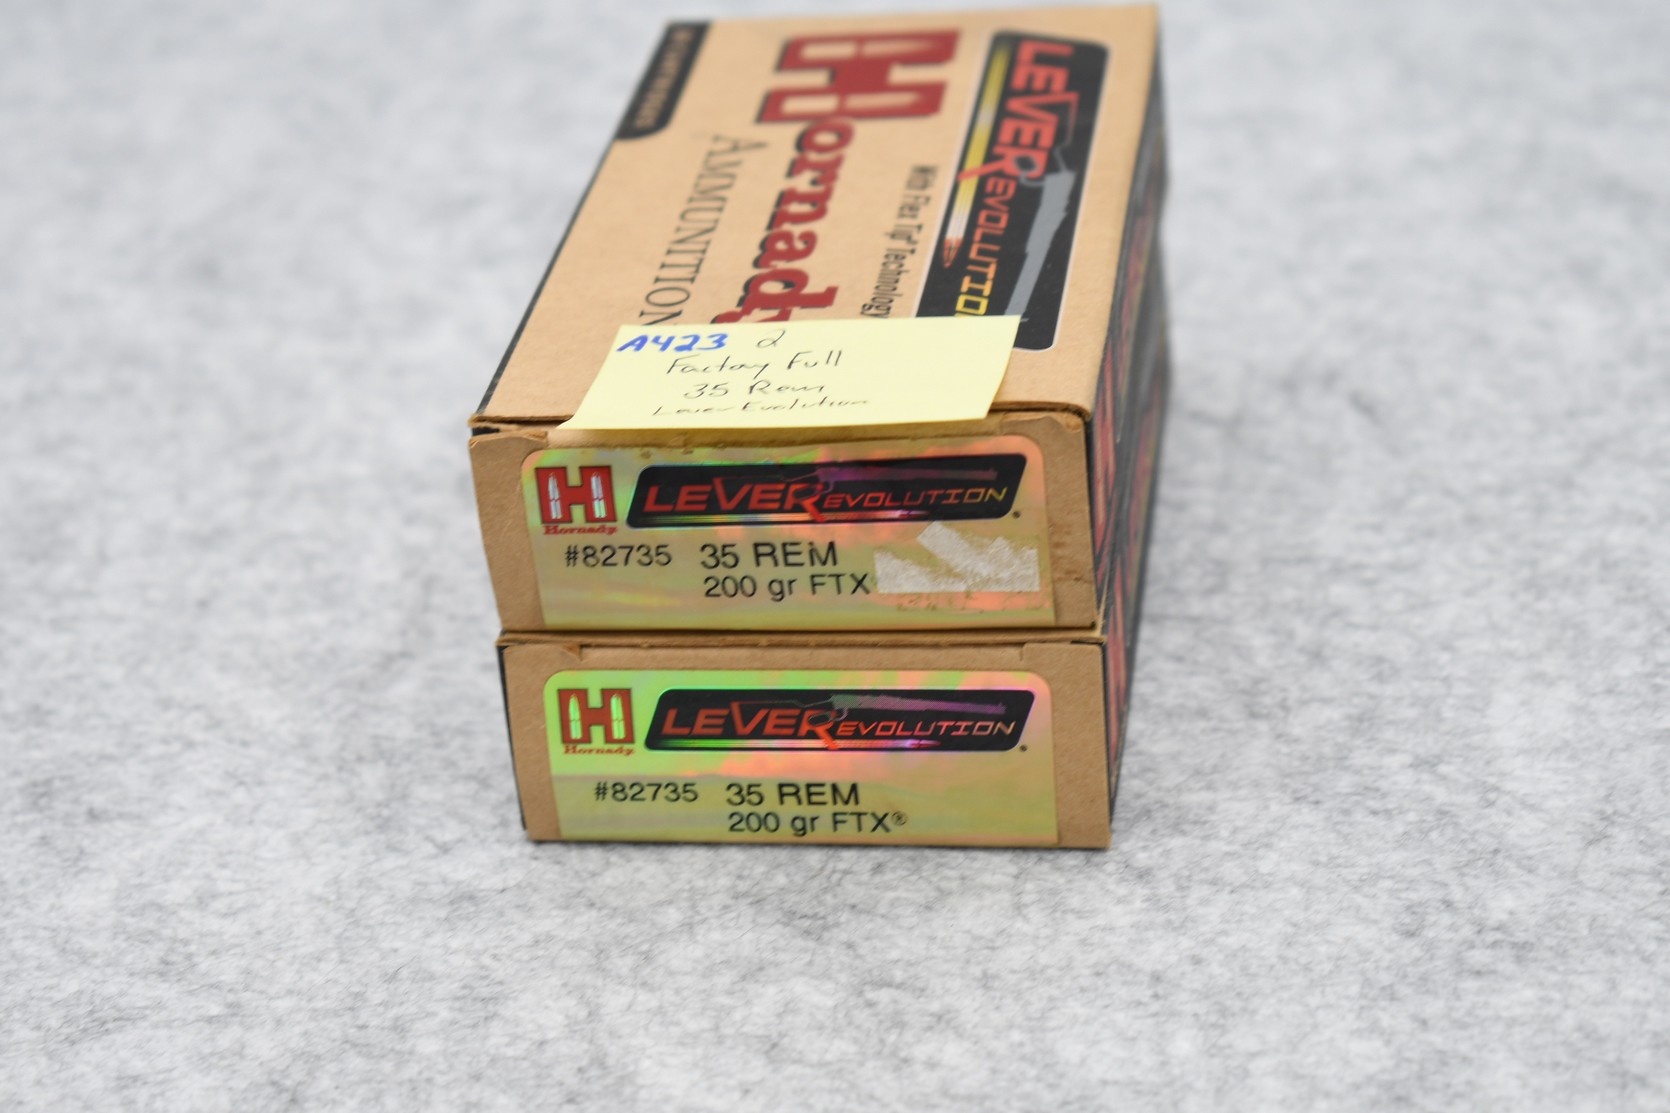 LEVEREVOLUTION
With Flex Tip® Technology
Hornady
AMMUNITION
A423 2
Factory Full
35 Rem
Lever Evolution
H
Hornady
LEVEREVOLUTION®
#82735 35 REM
200 gr FTX
H
Hornady
LEVEREVOLUTION®
#82735 35 REM
200 gr FTX®